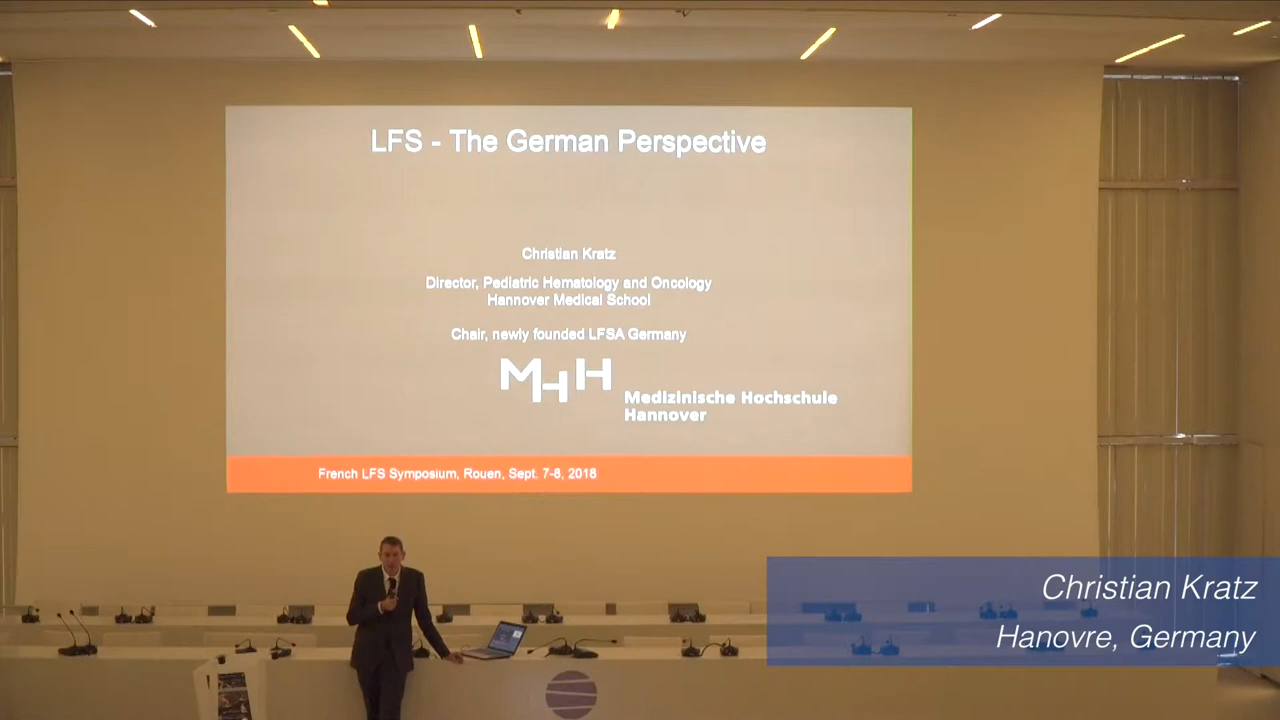 LFS - The German Perspective
Christian Kratz
Director, Pediatric Hematology and Oncology
Hannover Medical School
Chair, newly founded LFSA Germany
MHH
Medizinische Hochschule
Hannover
French LFS Symposium, Rouen, Sept. 7-8, 2018
Christian Kratz
Hanovre, Germany